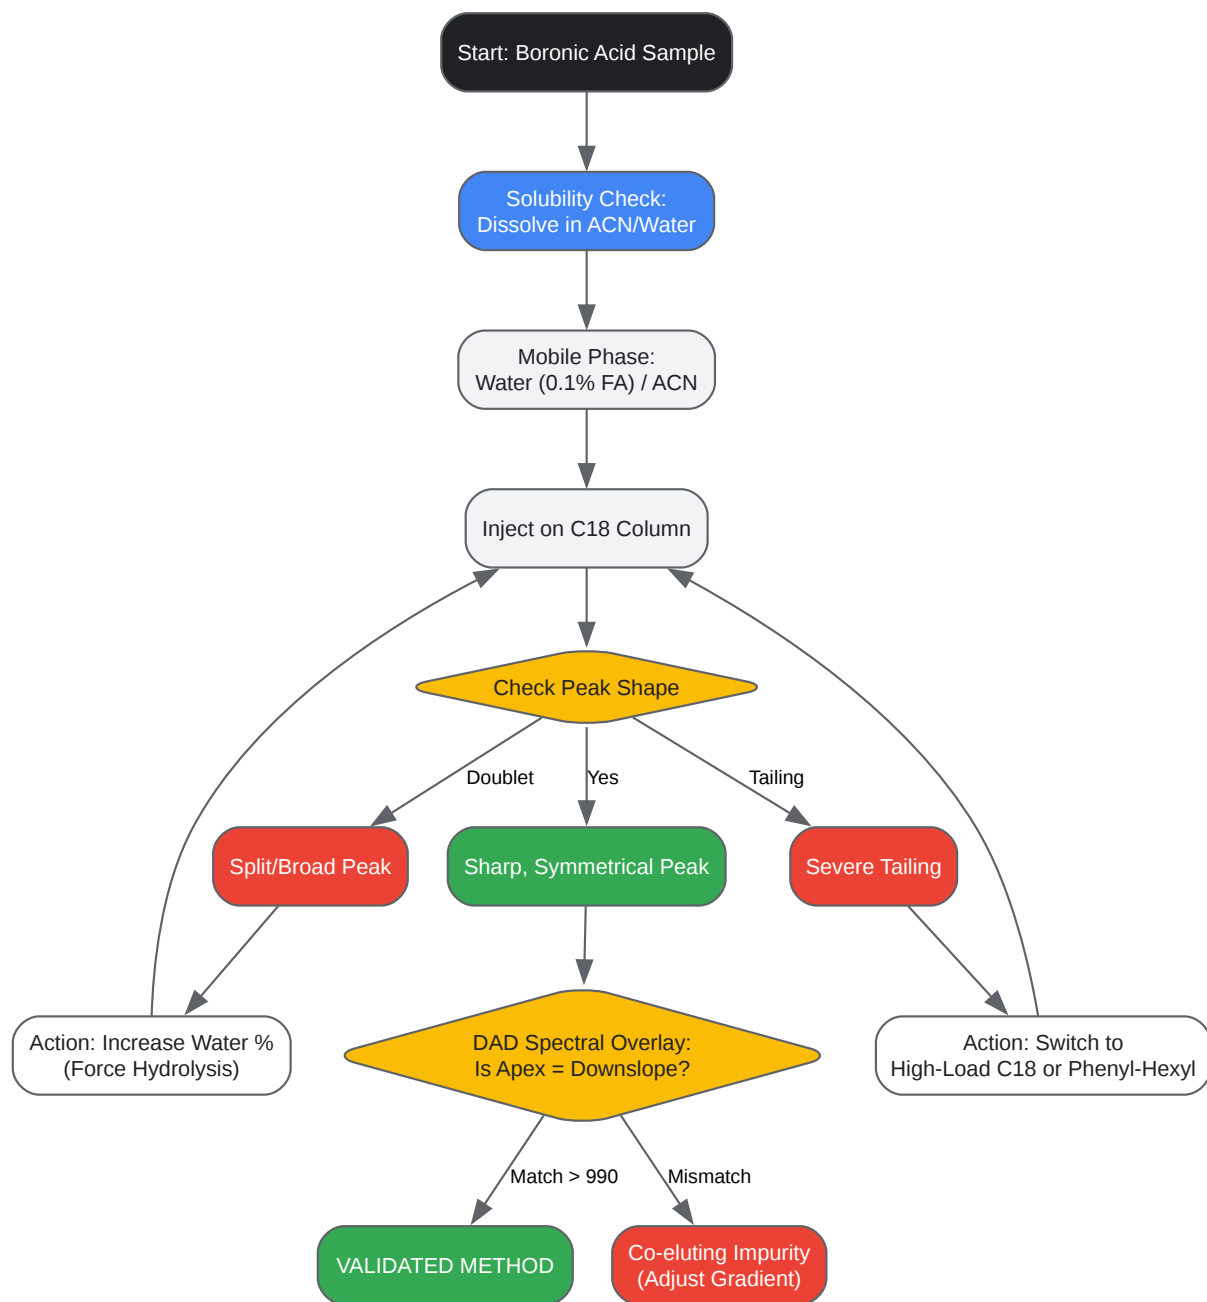 Start: Boronic Acid Sample
Solubility Check:
Dissolve in ACN/Water
Mobile Phase:
Water (0.1% FA) / ACN
Inject on C18 Column
Check Peak Shape
Doublet
Yes
Tailing
Split/Broad Peak
Sharp, Symmetrical Peak
Severe Tailing
Action: Increase Water %
(Force Hydrolysis)
DAD Spectral Overlay:
Is Apex = Downslope?
Action: Switch to
High-Load C18 or Phenyl-Hexyl
Match > 990
Mismatch
VALIDATED METHOD
Co-eluting Impurity
(Adjust Gradient)